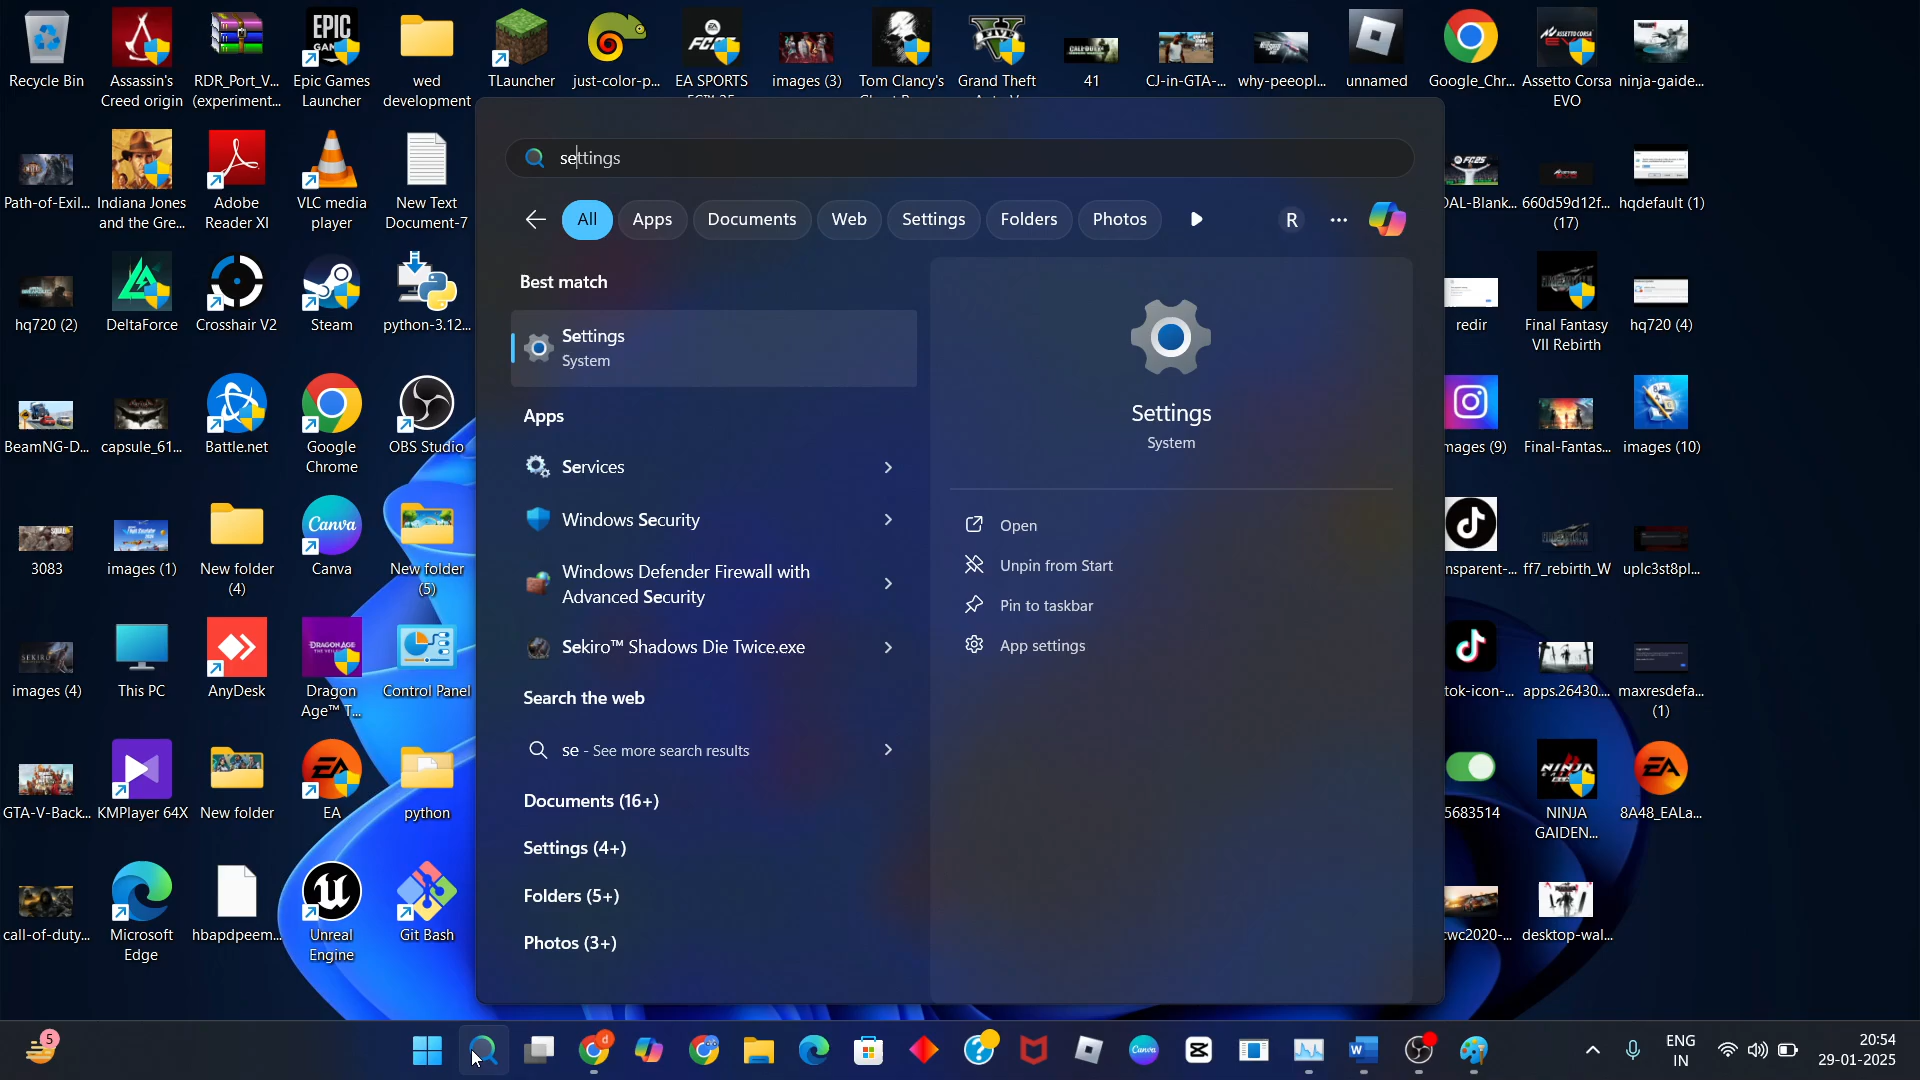 Recycle Bin
Assassin's
Creed origin
RDR_Port_V...
(experiment...
Epic Games
Launcher
wed
development
TLauncher
just-color-p...
EA SPORTS
images (3)
Tom Clancy's
Grand Theft
41
CJ-in-GTA-...
why-peeopl...
unnamed
Google_Chr...
Assetto Corsa
EVO
ninja-gaide...
settings
All
Apps
Documents
Web
Settings
Folders
Photos
R
Best match
Settings
System
Apps
Services
Windows Security
Windows Defender Firewall with
Advanced Security
Sekiro™ Shadows Die Twice.exe
Search the web
se - See more search results
Documents (16+)
Settings (4+)
Folders (5+)
Photos (3+)
Settings
System
Open
Unpin from Start
Pin to taskbar
App settings
Path-of-Exil...
Indiana Jones
and the Gre...
Adobe
Reader XI
VLC media
player
New Text
Document-7
DAL-Blank...
660d59d12f...
(17)
hqdefault (1)
hq720 (2)
DeltaForce
Crosshair V2
Steam
python-3.12...
redir
Final Fantasy
VII Rebirth
hq720 (4)
BeamNG-D...
capsule_61...
Battle.net
Google
Chrome
OBS Studio
mages (9)
Final-Fantas...
images (10)
3083
images (1)
New folder
(4)
Canva
Canva
New folder
(5)
nsparent-...
ff7_rebirth_W
uplc3st8pl...
images (4)
This PC
AnyDesk
Dragon
Age™ T...
Control Panel
tok-icon-...
apps.26430....
maxresdefa...
(1)
GTA-V-Back...
KMPlayer 64X
New folder
EA
EA
python
5683514
NINJA
GAIDEN...
8A48_EALa...
call-of-duty...
Microsoft
Edge
hbapdpeem...
Unreal
Engine
Git Bash
cwc2020-...
desktop-wal...
5
ENG
IN
20:54
29-01-2025